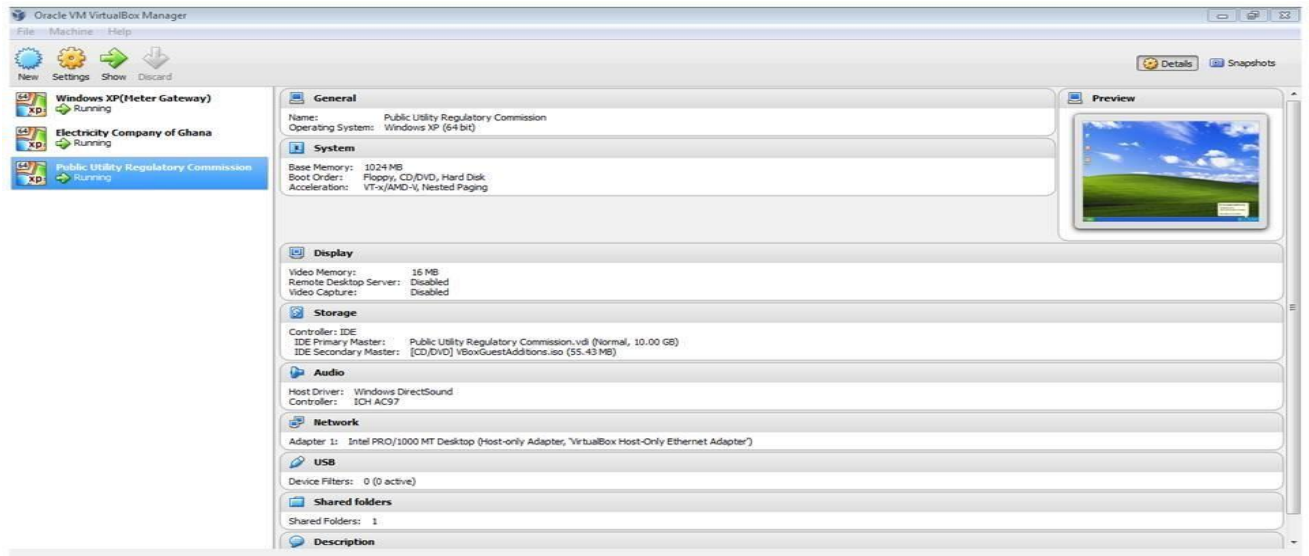 Oracle VM VirtualBox Manager
File Machine Help
New Settings Show Discard
Details Snapshots
Windows XP(Meter Gateway)
Running
Electricity Company of Ghana
Running
Public Utility Regulatory Commission
Running
General
Name: Public Utility Regulatory Commission
Operating System: Windows XP (64 bit)
System
Base Memory: 1024 MB
Boot Order: Floppy, CD/DVD, Hard Disk
Acceleration: VT-x/AMD-V, Nested Paging
Preview
Display
Video Memory: 16 MB
Remote Desktop Server: Disabled
Video Capture: Disabled
Storage
Controller: IDE
IDE Primary Master: Public Utility Regulatory Commission.vdi (Normal, 10.00 GB)
IDE Secondary Master: [CD/DVD] VBoxGuestAdditions.iso (55.43 MB)
Audio
Host Driver: Windows DirectSound
Controller: ICH AC97
Network
Adapter 1: Intel PRO/1000 MT Desktop (Host-only Adapter, 'VirtualBox Host-Only Ethernet Adapter')
USB
Device Filters: 0 (0 active)
Shared folders
Shared Folders: 1
Description